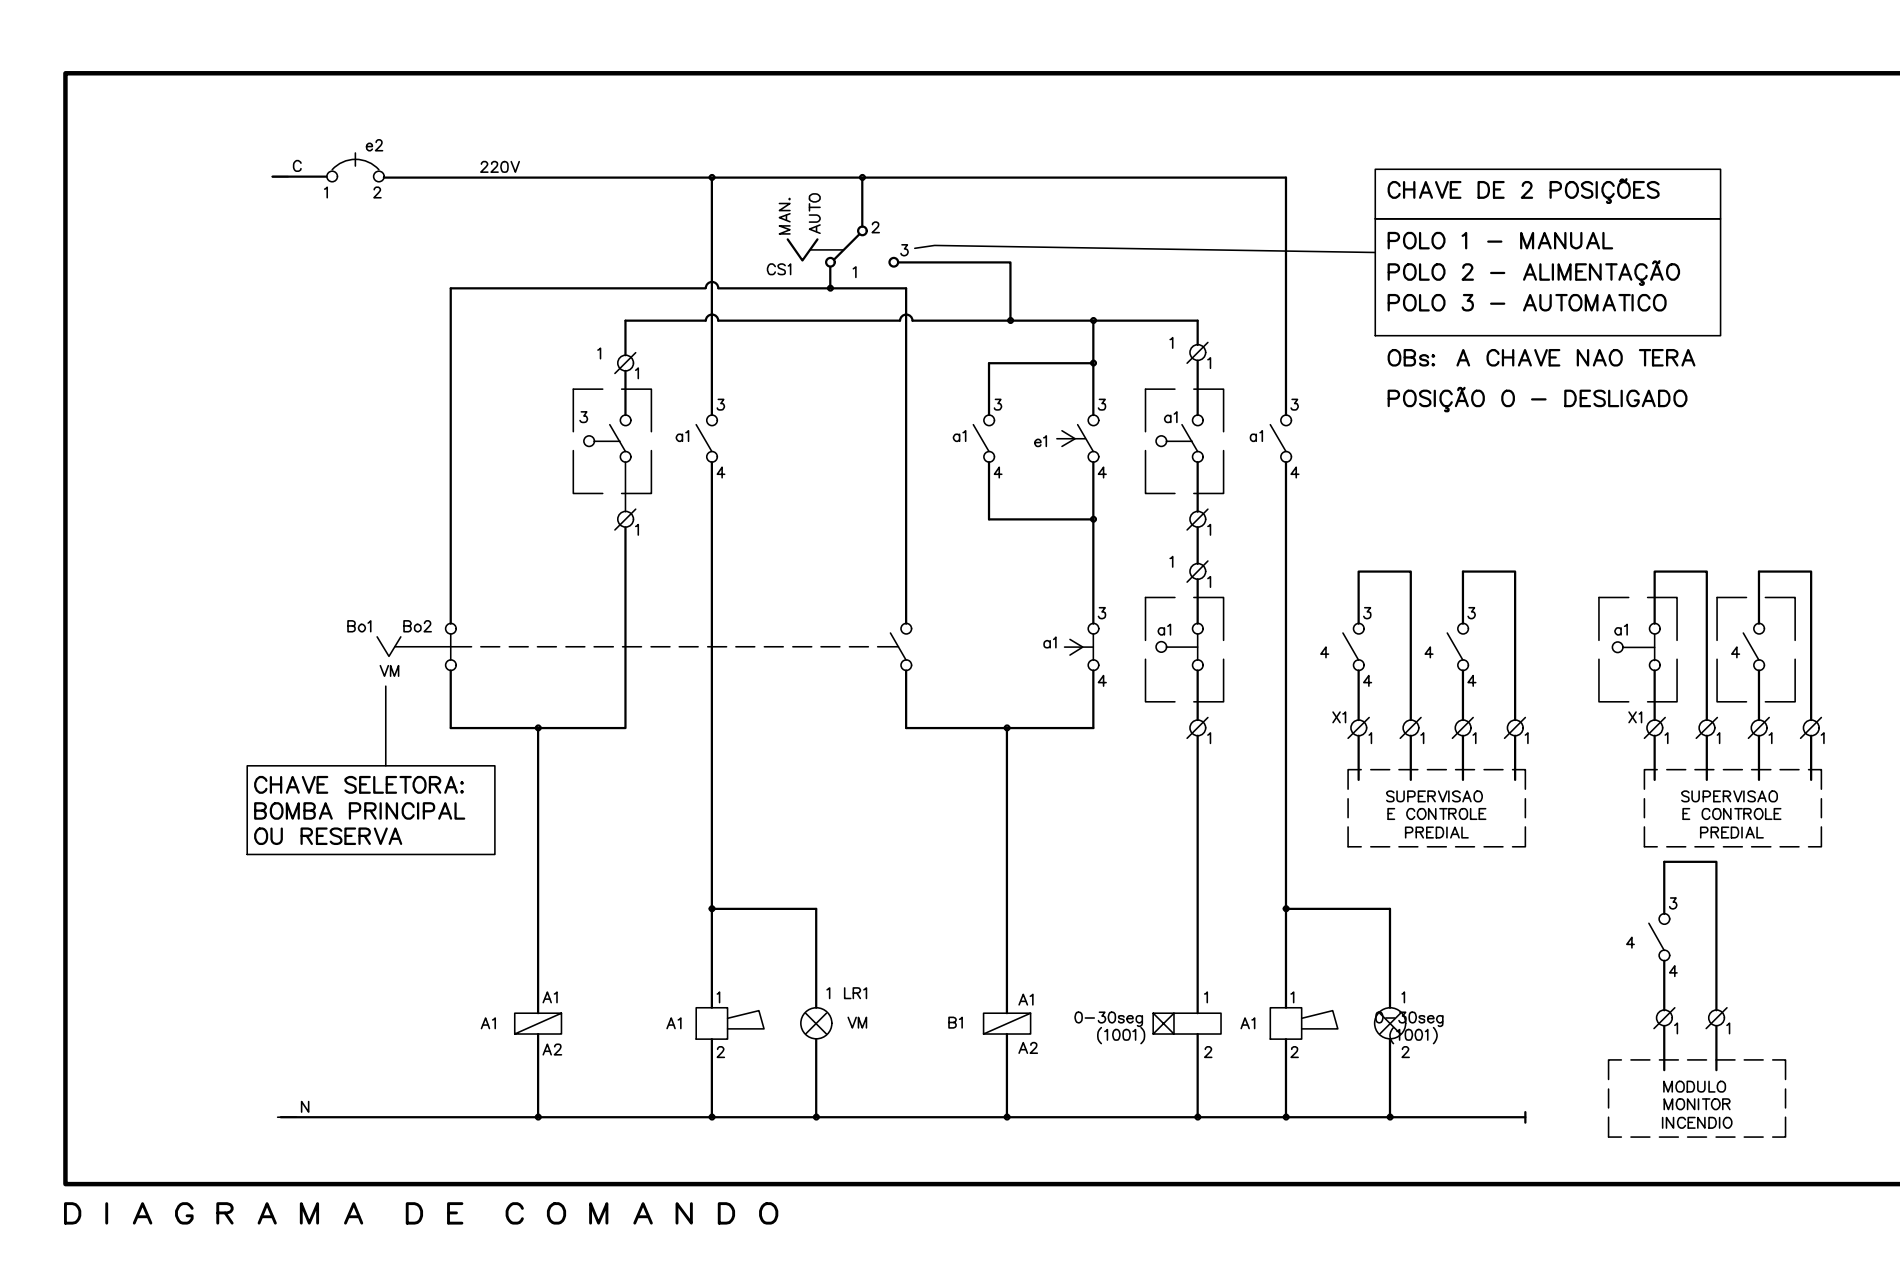 e2
C
220V
1
2
MAN.
AUTO
2
3
CS1
1
CHAVE DE 2 POSIÇÕES
POLO 1 – MANUAL
POLO 2 – ALIMENTAÇÃO
POLO 3 – AUTOMATICO
OBs: A CHAVE NAO TERA
POSIÇÃO O – DESLIGADO
1
1
1
1
3
3
3
3
a1
3
a1
a1
e1
a1
4
4
4
4
1
1
1
1
Bo1
Bo2
VM
3
a1
4
a1
1
3
4
4
3
4
4
a1
4
X1
1
1
1
1
X1
1
1
1
1
CHAVE SELETORA:
BOMBA PRINCIPAL
OU RESERVA
SUPERVISAO
E CONTROLE
PREDIAL
SUPERVISAO
E CONTROLE
PREDIAL
3
4
4
1
1
A1
A1
A2
A1
1
2
1
LR1
VM
B1
A1
A2
0–30seg
(1001)
1
2
A1
1
2
1
0–30seg
(1001)
2
MODULO
MONITOR
INCENDIO
N
DIAGRAMA DE COMANDO